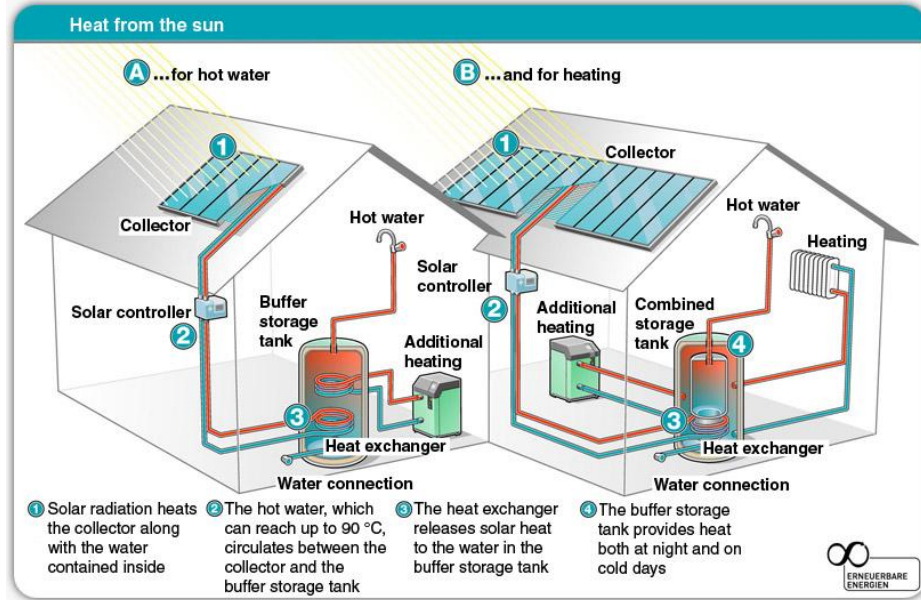 Heat from the sun
A ...for hot water
B ...and for heating
1
Collector
Hot water
Solar controller
2
Buffer
storage
tank
Additional
heating
3
Heat exchanger
Water connection
1
Collector
Hot water
Heating
Solar
controller
2
Additional
heating
Combined
storage
tank
4
3
Heat exchanger
Water connection
1 Solar radiation heats
the collector along
with the water
contained inside
2 The hot water, which
can reach up to 90 °C,
circulates between the
collector and the
buffer storage tank
3 The heat exchanger
releases solar heat
to the water in the
buffer storage tank
4 The buffer storage
tank provides heat
both at night and on
cold days
ERNEUERBARE
ENERGIEN